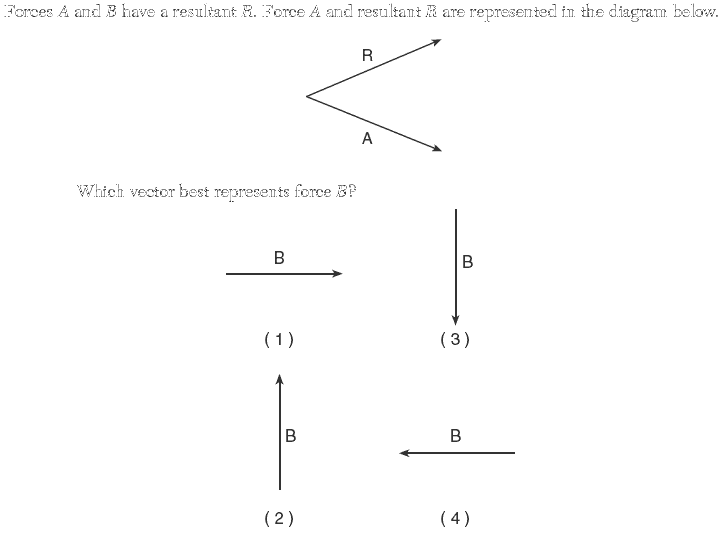 Forces A and B have a resultant R. Force A and resultant R are represented in the diagram below.
R
A
Which vector best represents force B?
B
B
( 1 )
( 3 )
B
B
( 2 )
( 4 )